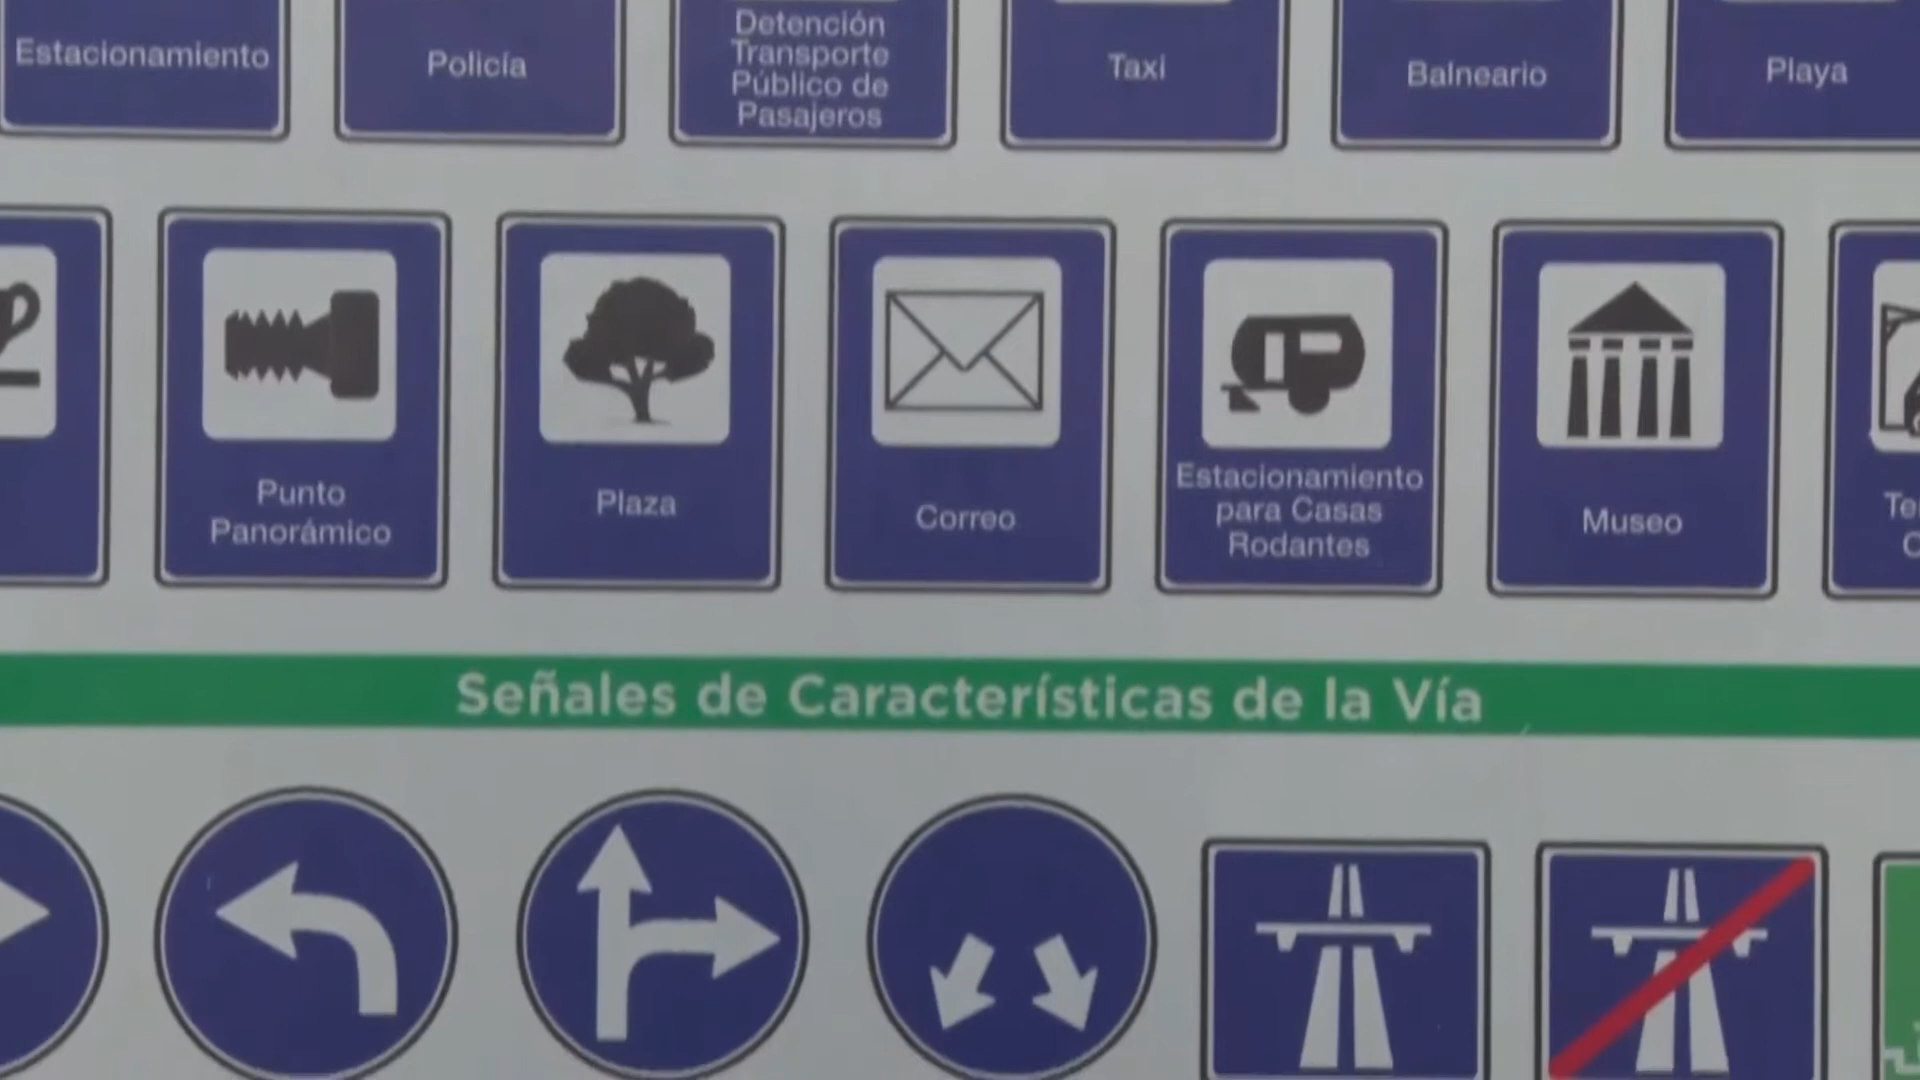 Estacionamiento
Policía
Detención
Transporte
Público de
Pasajeros
Taxi
Balneario
Playa
Punto
Panorámico
Plaza
Correo
Estacionamiento
para Casas
Rodantes
Museo
Señales de Características de la Vía